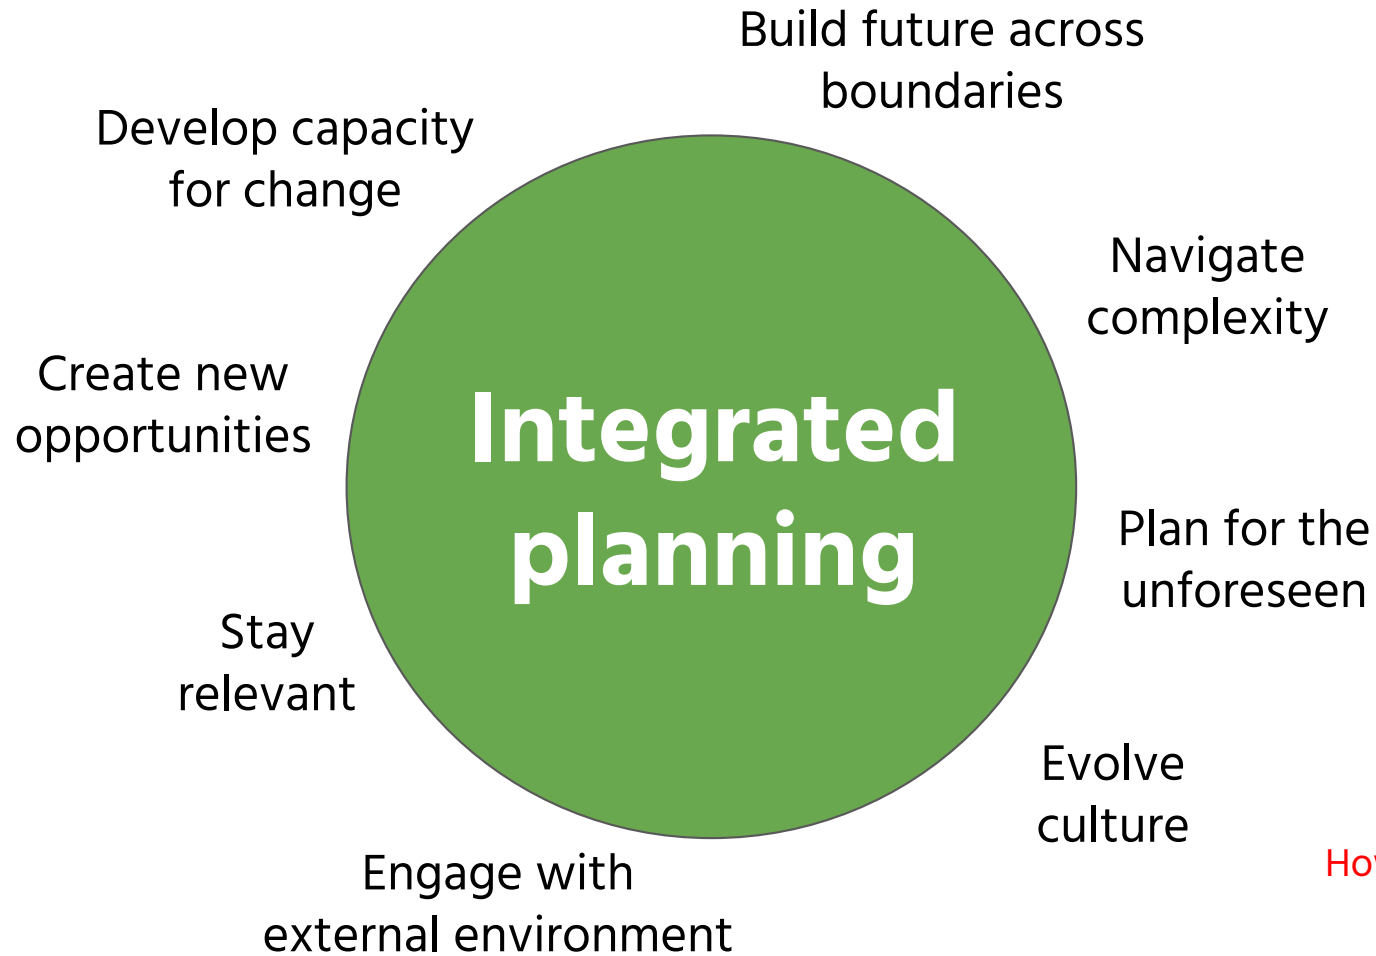 Build future across
boundaries
Develop capacity
for change
Navigate
complexity
Create new
opportunities
Integrated
planning
Plan for the
unforeseen
Stay
relevant
Evolve
culture
Engage with
external environment